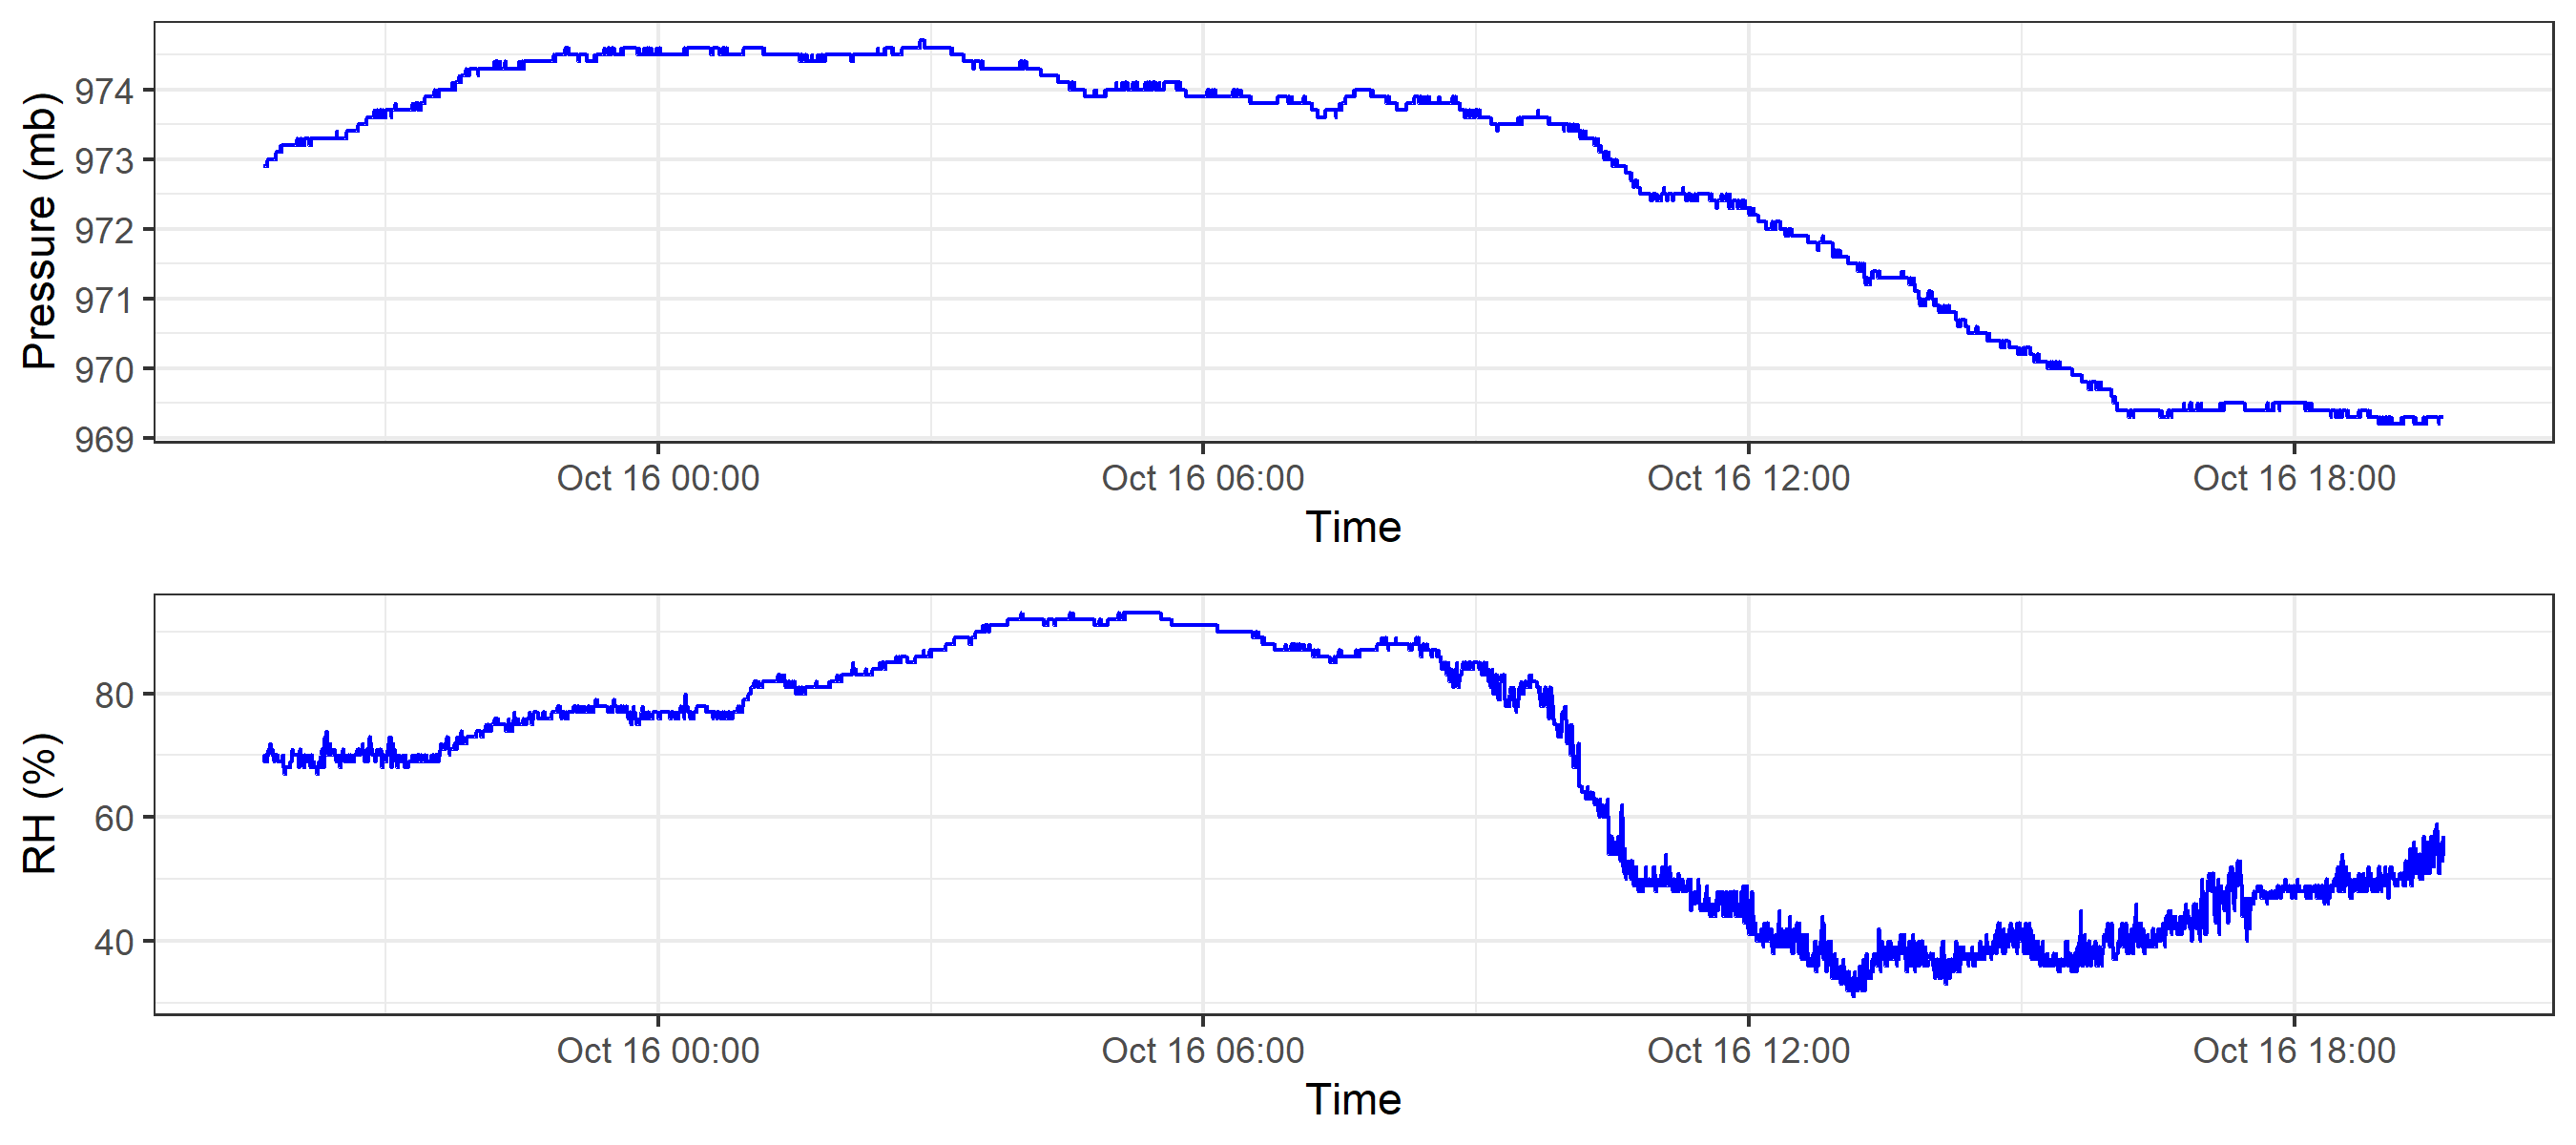 Pressure (mb)
974
973
972
971
970
969
Oct 16 00:00
Oct 16 06:00
Oct 16 12:00
Oct 16 18:00
Time
RH (%)
80
60
40
Oct 16 00:00
Oct 16 06:00
Oct 16 12:00
Oct 16 18:00
Time